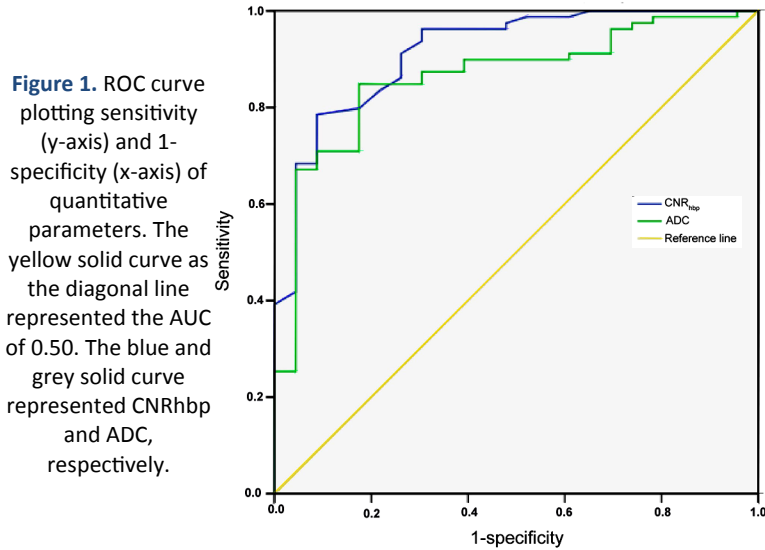 Figure 1. ROC curve
plotting sensitivity
(y-axis) and 1-
specificity (x-axis) of
quantitative
parameters. The
yellow solid curve as
the diagonal line
represented the AUC
of 0.50. The blue and
grey solid curve
represented CNRhbp
and ADC,
respectively.
Sensitivity
1.0
0.8
0.6
0.4
0.2
0.0
CNRhbp
ADC
Reference line
0.0 0.2 0.4 0.6 0.8 1.0
1-specificity